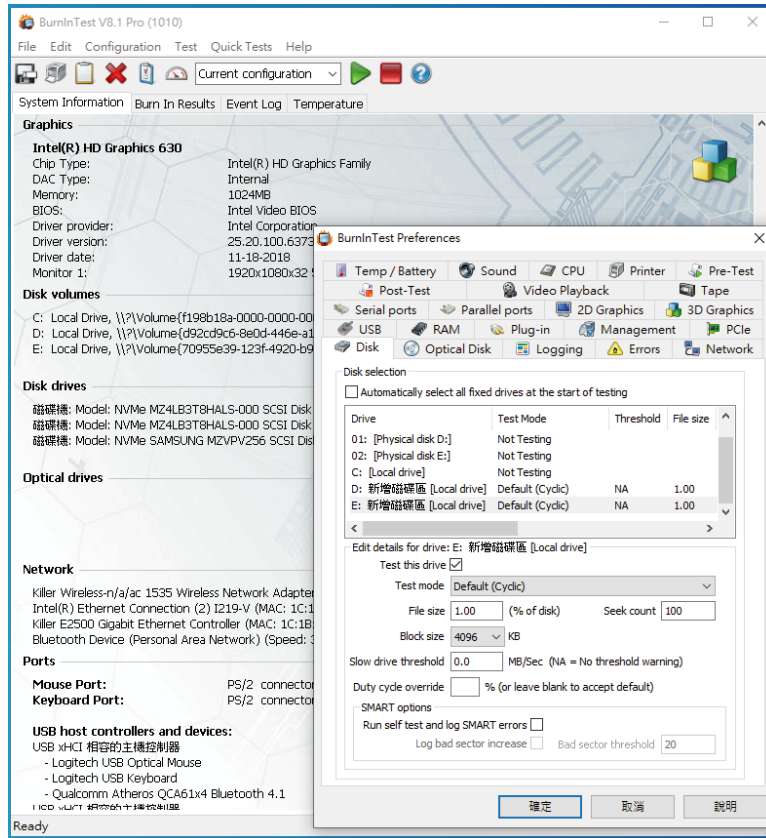 BurnInTest V8.1 Pro (1010)
File Edit Configuration Test Quick Tests Help
Current configuration
System Information Burn In Results Event Log Temperature
Graphics
Intel(R) HD Graphics 630
Chip Type: Intel(R) HD Graphics Family
DAC Type: Internal
Memory: 1024MB
BIOS: Intel Video BIOS
Driver provider: Intel Corporation
Driver version: 25.20.100.6373
Driver date: 11-18-2018
Monitor 1: 1920x1080x32
Disk volumes
C: Local Drive, \\?\Volume{f198b18a-0000-0000-00
D: Local Drive, \\?\Volume{d92cd9c6-8e0d-446e-a1
E: Local Drive, \\?\Volume{70955e39-123f-4920-b9
Disk drives
磁碟機: Model: NVMe MZ4LB3T8HALS-000 SCSI Disk
磁碟機: Model: NVMe MZ4LB3T8HALS-000 SCSI Disk
磁碟機: Model: NVMe SAMSUNG MZVPV256 SCSI Dis
Optical drives
Network
Killer Wireless-n/a/ac 1535 Wireless Network Adapter
Intel(R) Ethernet Connection (2) I219-V (MAC: 1C:1
Killer E2500 Gigabit Ethernet Controller (MAC: 1C:1B:
Bluetooth Device (Personal Area Network) (Speed:
Ports
Mouse Port: PS/2 connector
Keyboard Port: PS/2 connector
USB host controllers and devices:
USB xHCI 相容的主機控制器
- Logitech USB Optical Mouse
- Logitech USB Keyboard
- Qualcomm Atheros QCA61x4 Bluetooth 4.1
USB xHCI 相容的主機控制器
Ready
BurnInTest Preferences
Temp / Battery Sound CPU Printer Pre-Test
Post-Test Video Playback Tape
Serial ports Parallel ports 2D Graphics 3D Graphics
USB RAM Plug-in Management PCIe
Disk Optical Disk Logging Errors Network
Disk selection
Automatically select all fixed drives at the start of testing
Drive Test Mode Threshold File size
01: [Physical disk D:] Not Testing
02: [Physical disk E:] Not Testing
C: [Local drive] Not Testing
D: 新增磁碟區 [Local drive] Default (Cyclic) NA 1.00
E: 新增磁碟區 [Local drive] Default (Cyclic) NA 1.00
Edit details for drive: E: 新增磁碟區 [Local drive]
Test this drive
Test mode Default (Cyclic)
File size 1.00 (% of disk) Seek count 100
Block size 4096 KB
Slow drive threshold 0.0 MB/Sec (NA = No threshold warning)
Duty cycle override % (or leave blank to accept default)
SMART options
Run self test and log SMART errors
Log bad sector increase Bad sector threshold 20
確定 取消 說明